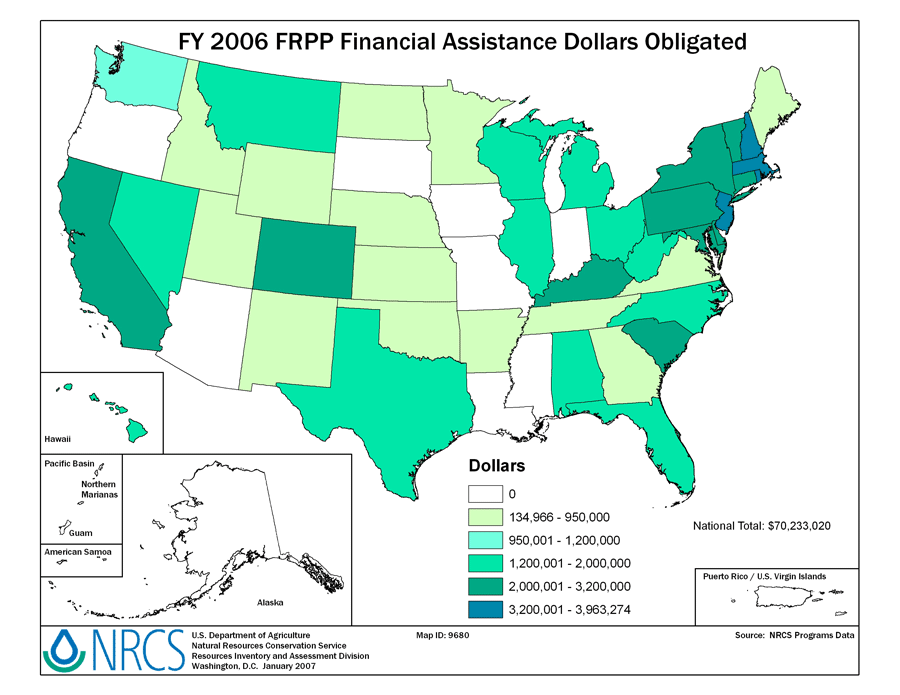 FY 2006 FRPP Financial Assistance Dollars Obligated
Hawaii
Pacific Basin
Northern
Marianas
Guam
American Samoa
Alaska
Dollars
0
134,966 - 950,000
950,001 - 1,200,000
1,200,001 - 2,000,000
2,000,001 - 3,200,000
3,200,001 - 3,963,274
National Total: $70,233,020
Puerto Rico / U.S. Virgin Islands
NRCS
U.S. Department of Agriculture
Natural Resources Conservation Service
Resources Inventory and Assessment Division
Washington, D.C. January 2007
Map ID: 9680
Source: NRCS Programs Data